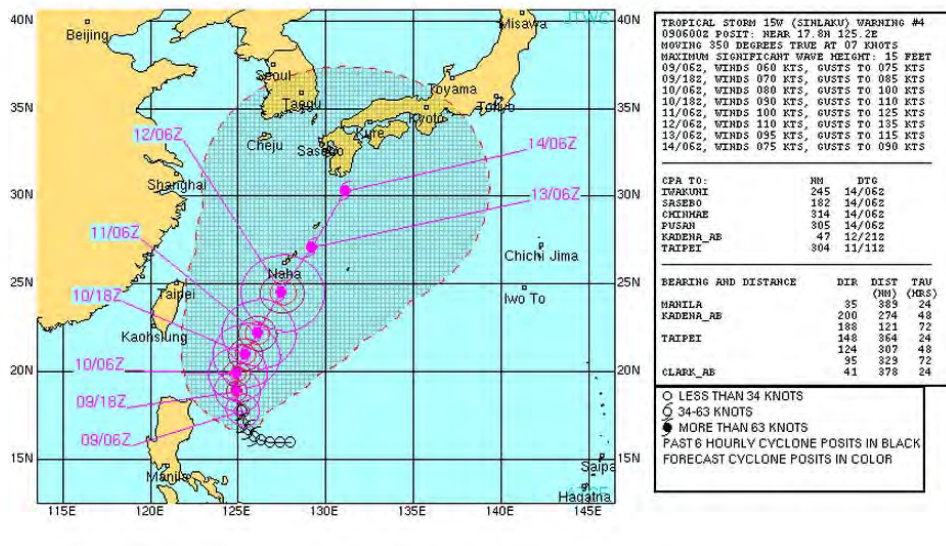 40N
JTWC
Misawa
40N
Beijing
Seoul
Toyama
Taegu
Tokyo
35N
Kyoto
35N
Kure
12/06Z
Cheju
Sasebo
14/06Z
Shanghai
30N
30N
13/06Z
11/06Z
Chichi Jima
Naha
25N
25N
10/18Z
Taipei
Iwo To
Kaohsiung
10/06Z
20N
20N
09/18Z
09/06Z
15N
15N
Saipa
Manila
Hagatna
115E
120E
125E
130E
135E
140E
145E
TROPICAL STORM 15W (SINLAKU) WARNING #4
090600Z POSIT: NEAR 17.8N 125.2E
MOVING 350 DEGREES TRUE AT 07 KNOTS
MAXIMUM SIGNIFICANT WAVE HEIGHT: 15 FEET
09/06Z, WINDS 060 KTS, GUSTS TO 075 KTS
09/18Z, WINDS 070 KTS, GUSTS TO 085 KTS
10/06Z, WINDS 080 KTS, GUSTS TO 100 KTS
10/18Z, WINDS 090 KTS, GUSTS TO 110 KTS
11/06Z, WINDS 100 KTS, GUSTS TO 125 KTS
12/06Z, WINDS 110 KTS, GUSTS TO 135 KTS
13/06Z, WINDS 095 KTS, GUSTS TO 115 KTS
14/06Z, WINDS 075 KTS, GUSTS TO 090 KTS
CPA TO: NM DTG
IWAKUNI 245 14/06Z
SASEBO 182 14/06Z
CHINHAE 314 14/06Z
PUSAN 305 14/06Z
KADENA_AB 47 12/21Z
TAIPEI 304 11/11Z
BEARING AND DISTANCE DIR DIST TAU
(NM) (HRS)
MANILA 35 389 24
KADENA_AB 200 274 48
188 121 72
TAIPEI 148 364 24
124 307 48
95 329 72
CLARK_AB 41 378 24
LESS THAN 34 KNOTS
34-63 KNOTS
MORE THAN 63 KNOTS
PAST 6 HOURLY CYCLONE POSITS IN BLACK
FORECAST CYCLONE POSITS IN COLOR